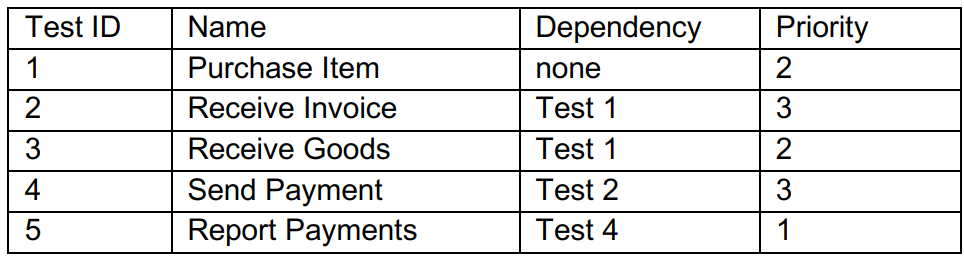 Test ID Name Dependency Priority
1 Purchase Item none 2
2 Receive Invoice Test 1 3
3 Receive Goods Test 1 2
4 Send Payment Test 2 3
5 Report Payments Test 4 1